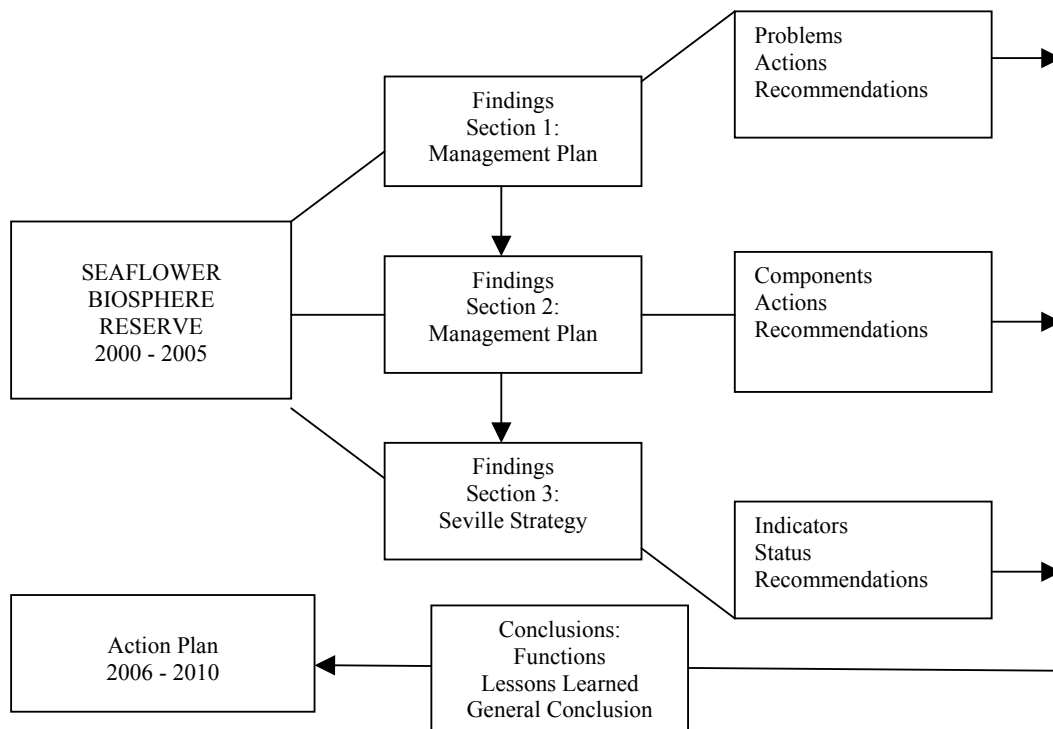 Problems
Actions
Recommendations
Findings
Section 1:
Management Plan
SEAFLOWER
BIOSPHERE
RESERVE
2000 - 2005
Findings
Section 2:
Management Plan
Components
Actions
Recommendations
Findings
Section 3:
Seville Strategy
Indicators
Status
Recommendations
Action Plan
2006 - 2010
Conclusions:
Functions
Lessons Learned
General Conclusion